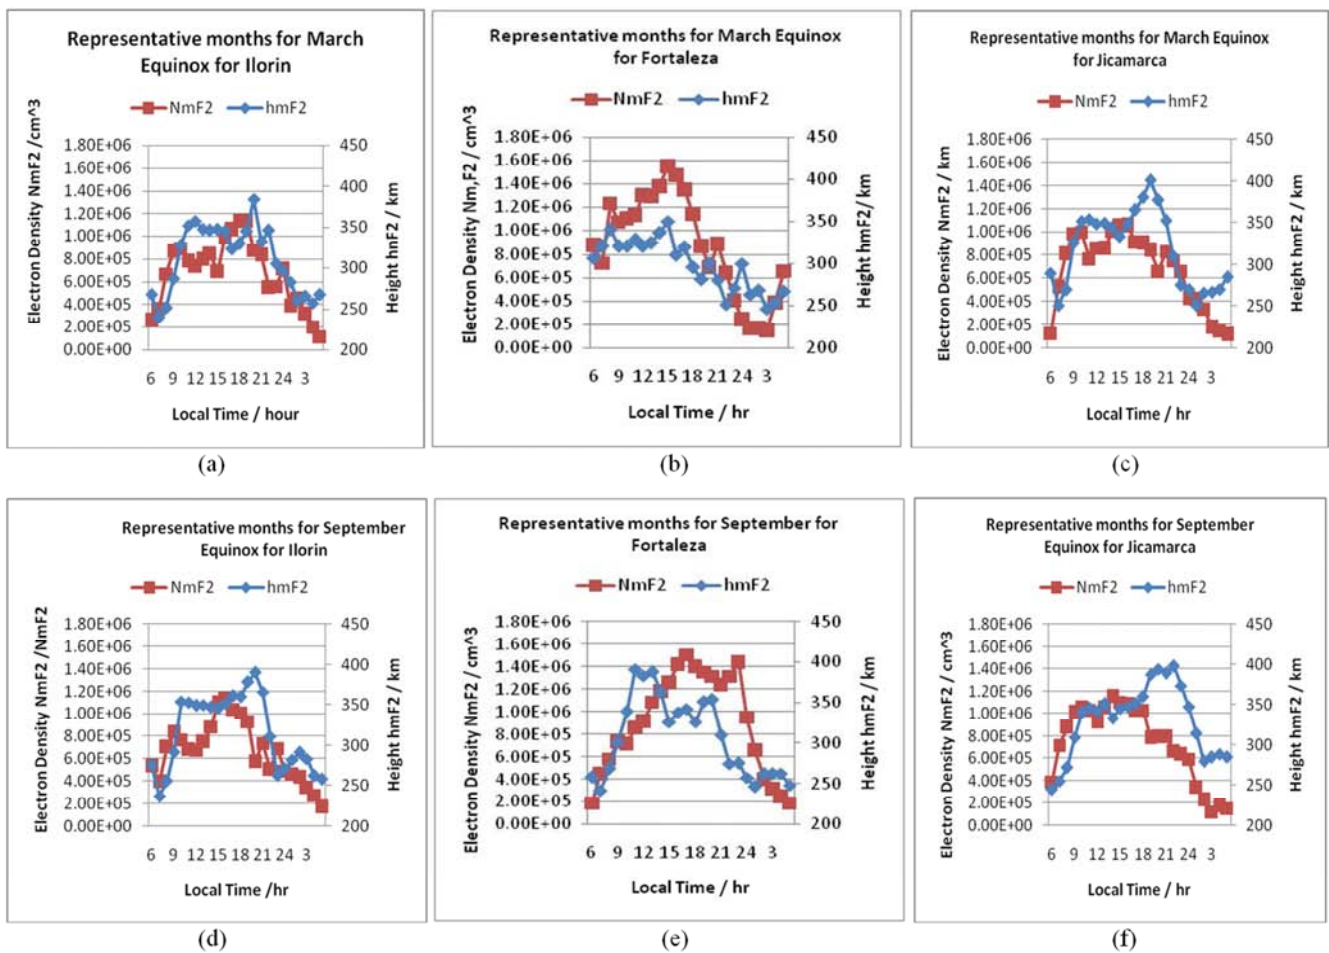 Representative months for March
Equinox for Ilorin
NmF2 hmF2
Electron Density NmF2 /cm^3
1.80E+06
1.60E+06
1.40E+06
1.20E+06
1.00E+06
8.00E+05
6.00E+05
4.00E+05
2.00E+05
0.00E+00
450
400
350
300
250
200
Height hnF2 / km
6 9 12 15 18 21 24 3
Local Time / hour
(a)
Representative months for March Equinox
for Fortaleza
NmF2 hmF2
Electron Density Nm,F2 / cm^3
1.80E+06
1.60E+06
1.40E+06
1.20E+06
1.00E+06
8.00E+05
6.00E+05
4.00E+05
2.00E+05
0.00E+00
450
400
350
300
250
200
Height hmF2/ km
6 9 12 15 18 21 24 3
Local Time / hr
(b)
Representative months for March Equinox
for Jicamarca
NmF2 hmF2
Electron Density NmF2 / km
1.80E+06
1.60E+06
1.40E+06
1.20E+06
1.00E+06
8.00E+05
6.00E+05
4.00E+05
2.00E+05
0.00E+00
450
400
350
300
250
200
Height hmF2 / km
6 9 12 15 18 21 24 3
Local Time / hr
(c)
Representative months for September
Equinox for Ilorin
NmF2 hmF2
Electron Density NmF2 /NmF2
1.80E+06
1.60E+06
1.40E+06
1.20E+06
1.00E+06
8.00E+05
6.00E+05
4.00E+05
2.00E+05
0.00E+00
450
400
350
300
250
200
Height hmF2 / km
6 9 12 15 18 21 24 3
Local Time /hr
(d)
Representative months for September for
Fortaleza
NmF2 hmF2
Electron Density NmF2 / cm^3
1.80E+06
1.60E+06
1.40E+06
1.20E+06
1.00E+06
8.00E+05
6.00E+05
4.00E+05
2.00E+05
0.00E+00
450
400
350
300
250
200
Height hmF2 / km
6 9 12 15 18 21 24 3
Local Time / hr
(e)
Representative months for September
Equinox for Jicamarca
NmF2 hmF2
Electron Density NmF2 / cm^3
1.80E+06
1.60E+06
1.40E+06
1.20E+06
1.00E+06
8.00E+05
6.00E+05
4.00E+05
2.00E+05
0.00E+00
450
400
350
300
250
200
Height hmF2 / km
6 9 12 15 18 21 24 3
Local Time / hr
(f)